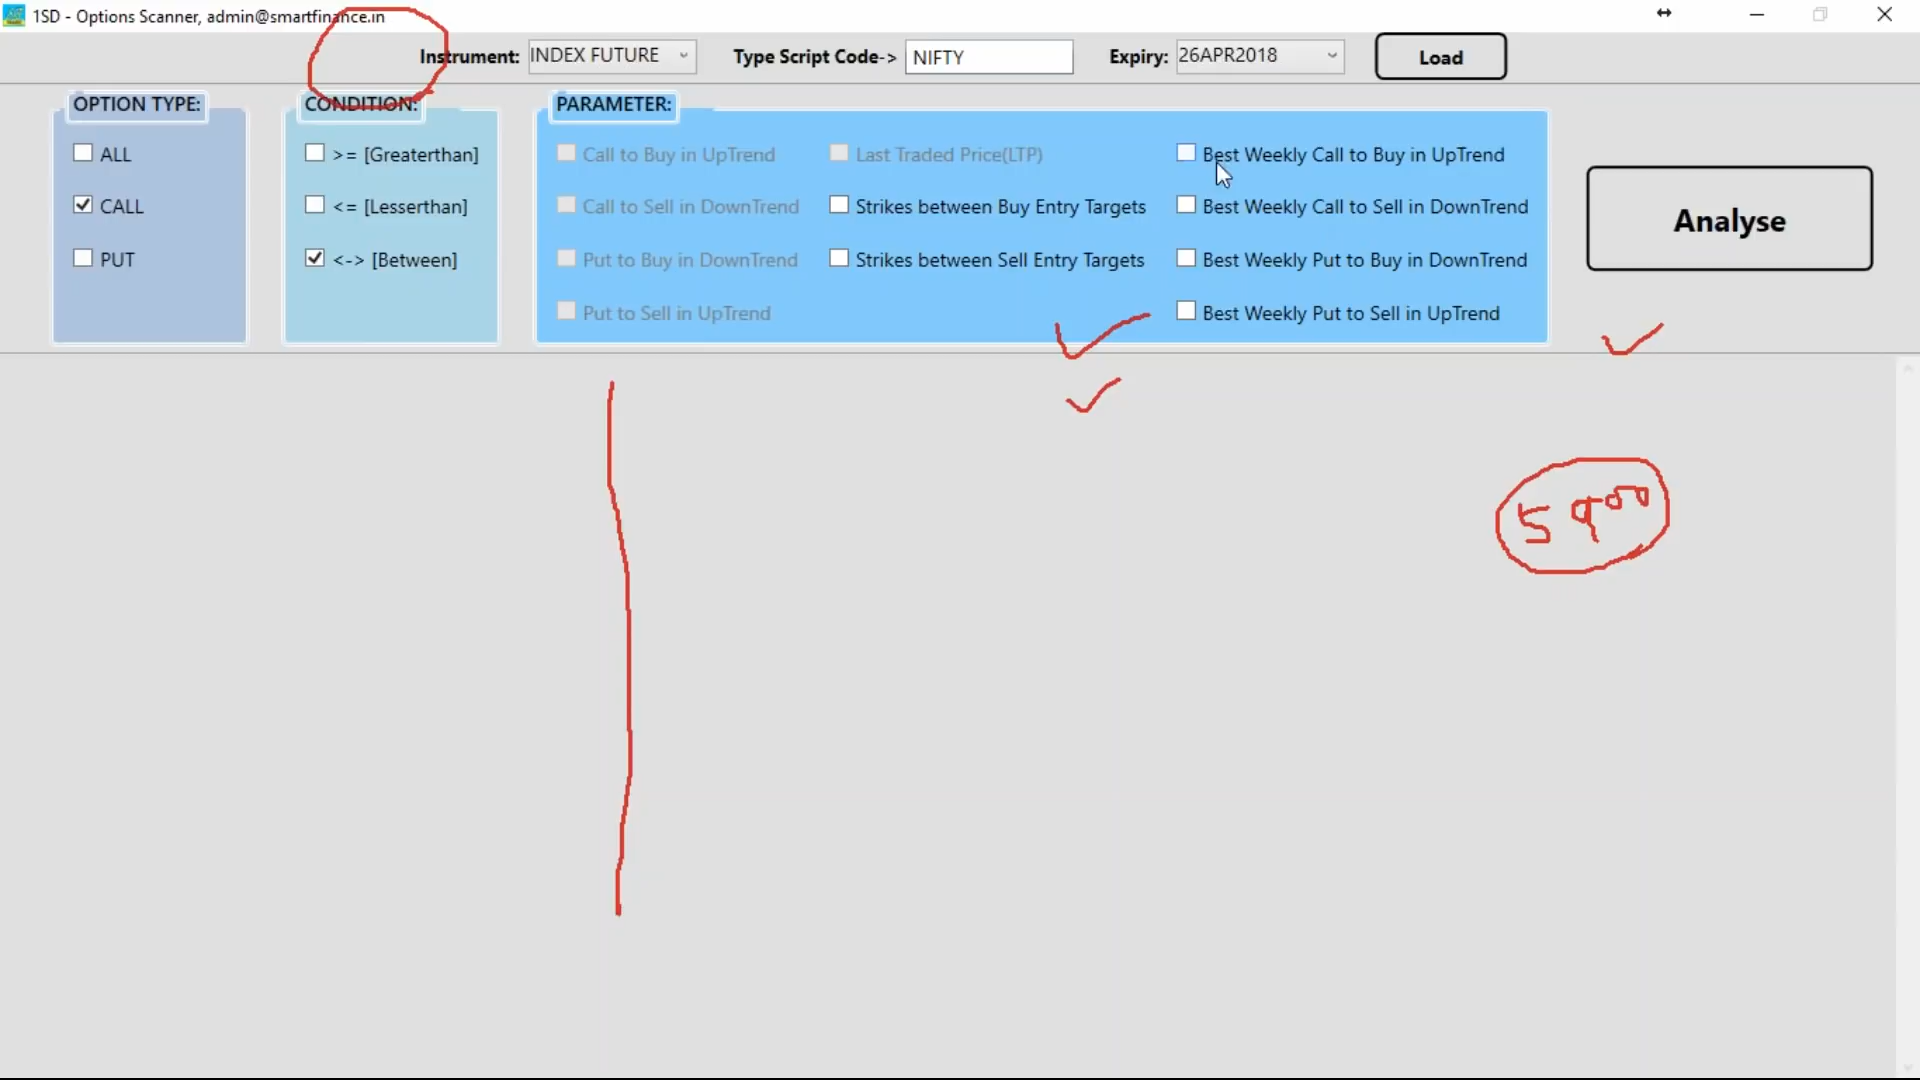 1SD - Options Scanner, admin@smartfinance.in
Instrument: INDEX FUTURE Type Script Code-> NIFTY Expiry: 26APR2018 Load
OPTION TYPE:
ALL
CALL
PUT
CONDITION:
>= [Greaterthan]
<= [Lesserthan]
<-> [Between]
PARAMETER:
Call to Buy in UpTrend
Call to Sell in DownTrend
Put to Buy in DownTrend
Put to Sell in UpTrend
Last Traded Price(LTP)
Strikes between Buy Entry Targets
Strikes between Sell Entry Targets
Best Weekly Call to Buy in UpTrend
Best Weekly Call to Sell in DownTrend
Best Weekly Put to Buy in DownTrend
Best Weekly Put to Sell in UpTrend
Analyse
5900